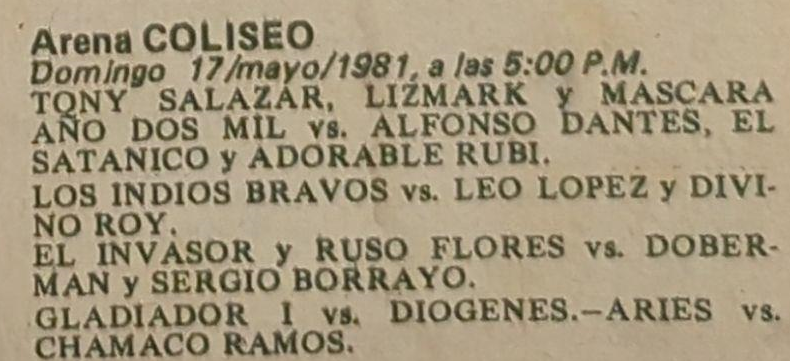 Arena COLISEO
Domingo 17/mayo/1981, a las 5:00 P.M.
TONY SALAZAR, LIZMARK y MASCARA
AÑO DOS MIL vs. ALFONSO DANTES, EL
SATANICO y ADORABLE RUBI.
LOS INDIOS BRAVOS vs. LEO LOPEZ y DIVI-
NO ROY.
EL INVASOR y RUSO FLORES vs. DOBER-
MAN y SERGIO BORRAYO.
GLADIADOR I vs. DIOGENES.—ARIES vs.
CHAMACO RAMOS.